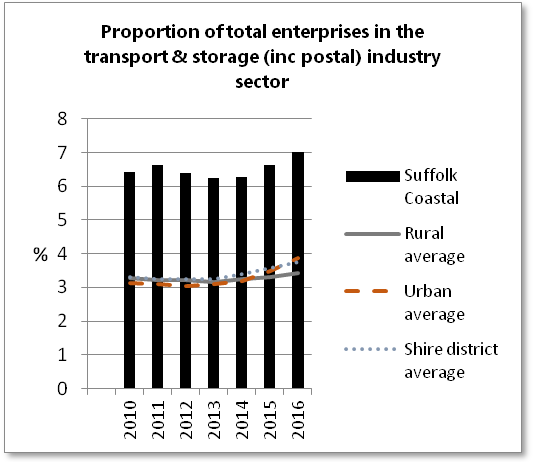 Proportion of total enterprises in the
transport & storage (inc postal) industry
sector
8
7
6
5
4
3
2
1
0
%
2010
2011
2012
2013
2014
2015
2016
Suffolk
Coastal
Rural
average
Urban
average
Shire district
average